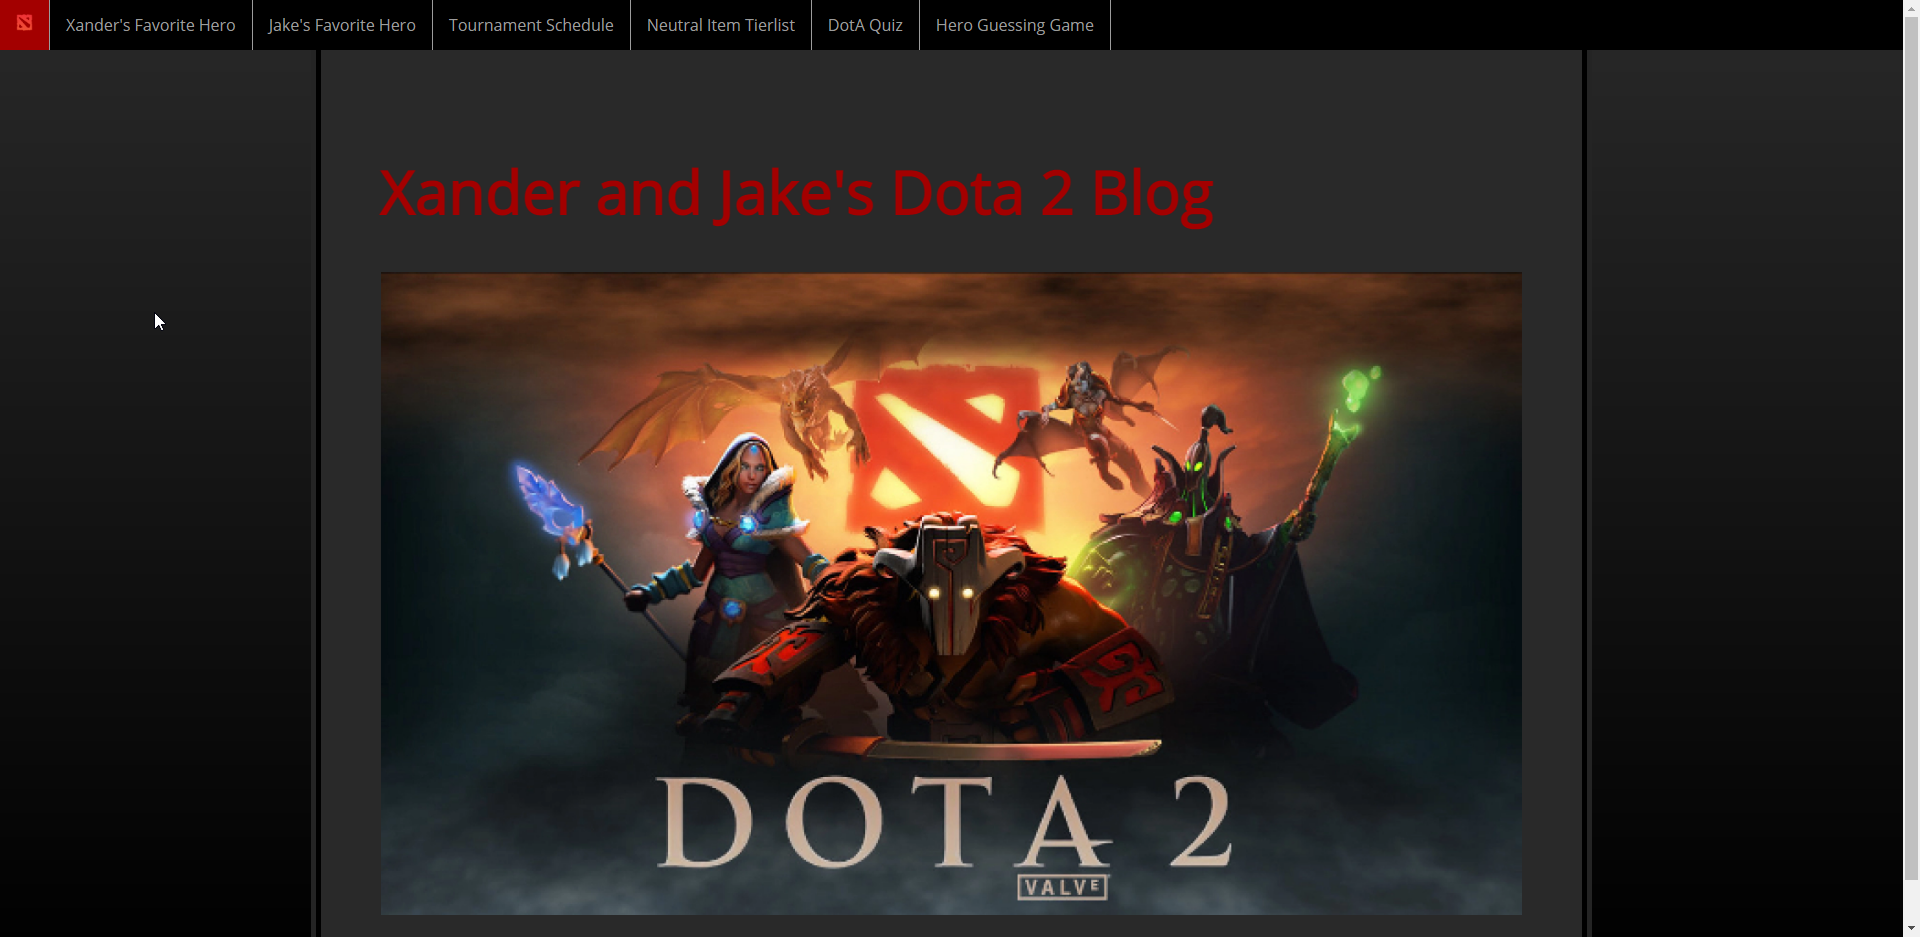 Xander's Favorite Hero
Jake's Favorite Hero
Tournament Schedule
Neutral Item Tierlist
DotA Quiz
Hero Guessing Game
Xander and Jake's Dota 2 Blog
DOTA 2
VALVE